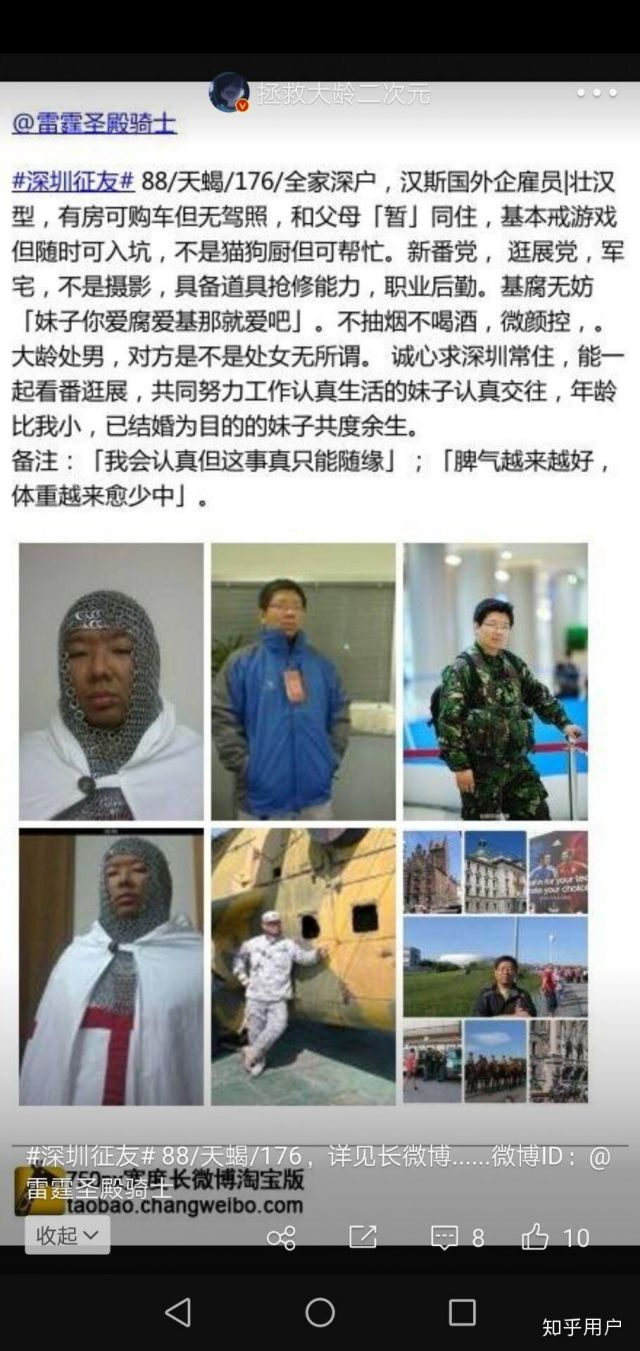 拯救大龄二次元
@雷霆圣殿骑士
#深圳征友# 88/天蝎/176/全家深户，汉斯国外企雇员|壮汉
型，有房可购车但无驾照，和父母「暂」同住，基本戒游戏
但随时可入坑，不是猫狗厨但可帮忙。新番党， 逛展党，军
宅，不是摄影，具备道具抢修能力，职业后勤。基腐无妨
「妹子你爱腐爱基那就爱吧」。不抽烟不喝酒，微颜控，。
大龄处男，对方是不是处女无所谓。 诚心求深圳常住，能一
起看番逛展，共同努力工作认真生活的妹子认真交往，年龄
比我小，已结婚为目的的妹子共度余生。
备注：「我会认真但这事真只能随缘」；「脾气越来越好，
体重越来愈少中」。
#深圳征友# 88/天蝎/176，详见长微博......微博ID：@
雷霆圣殿骑士
宽度长微博淘宝版
taobao.changweibo.com
收起
8
10
知乎用户